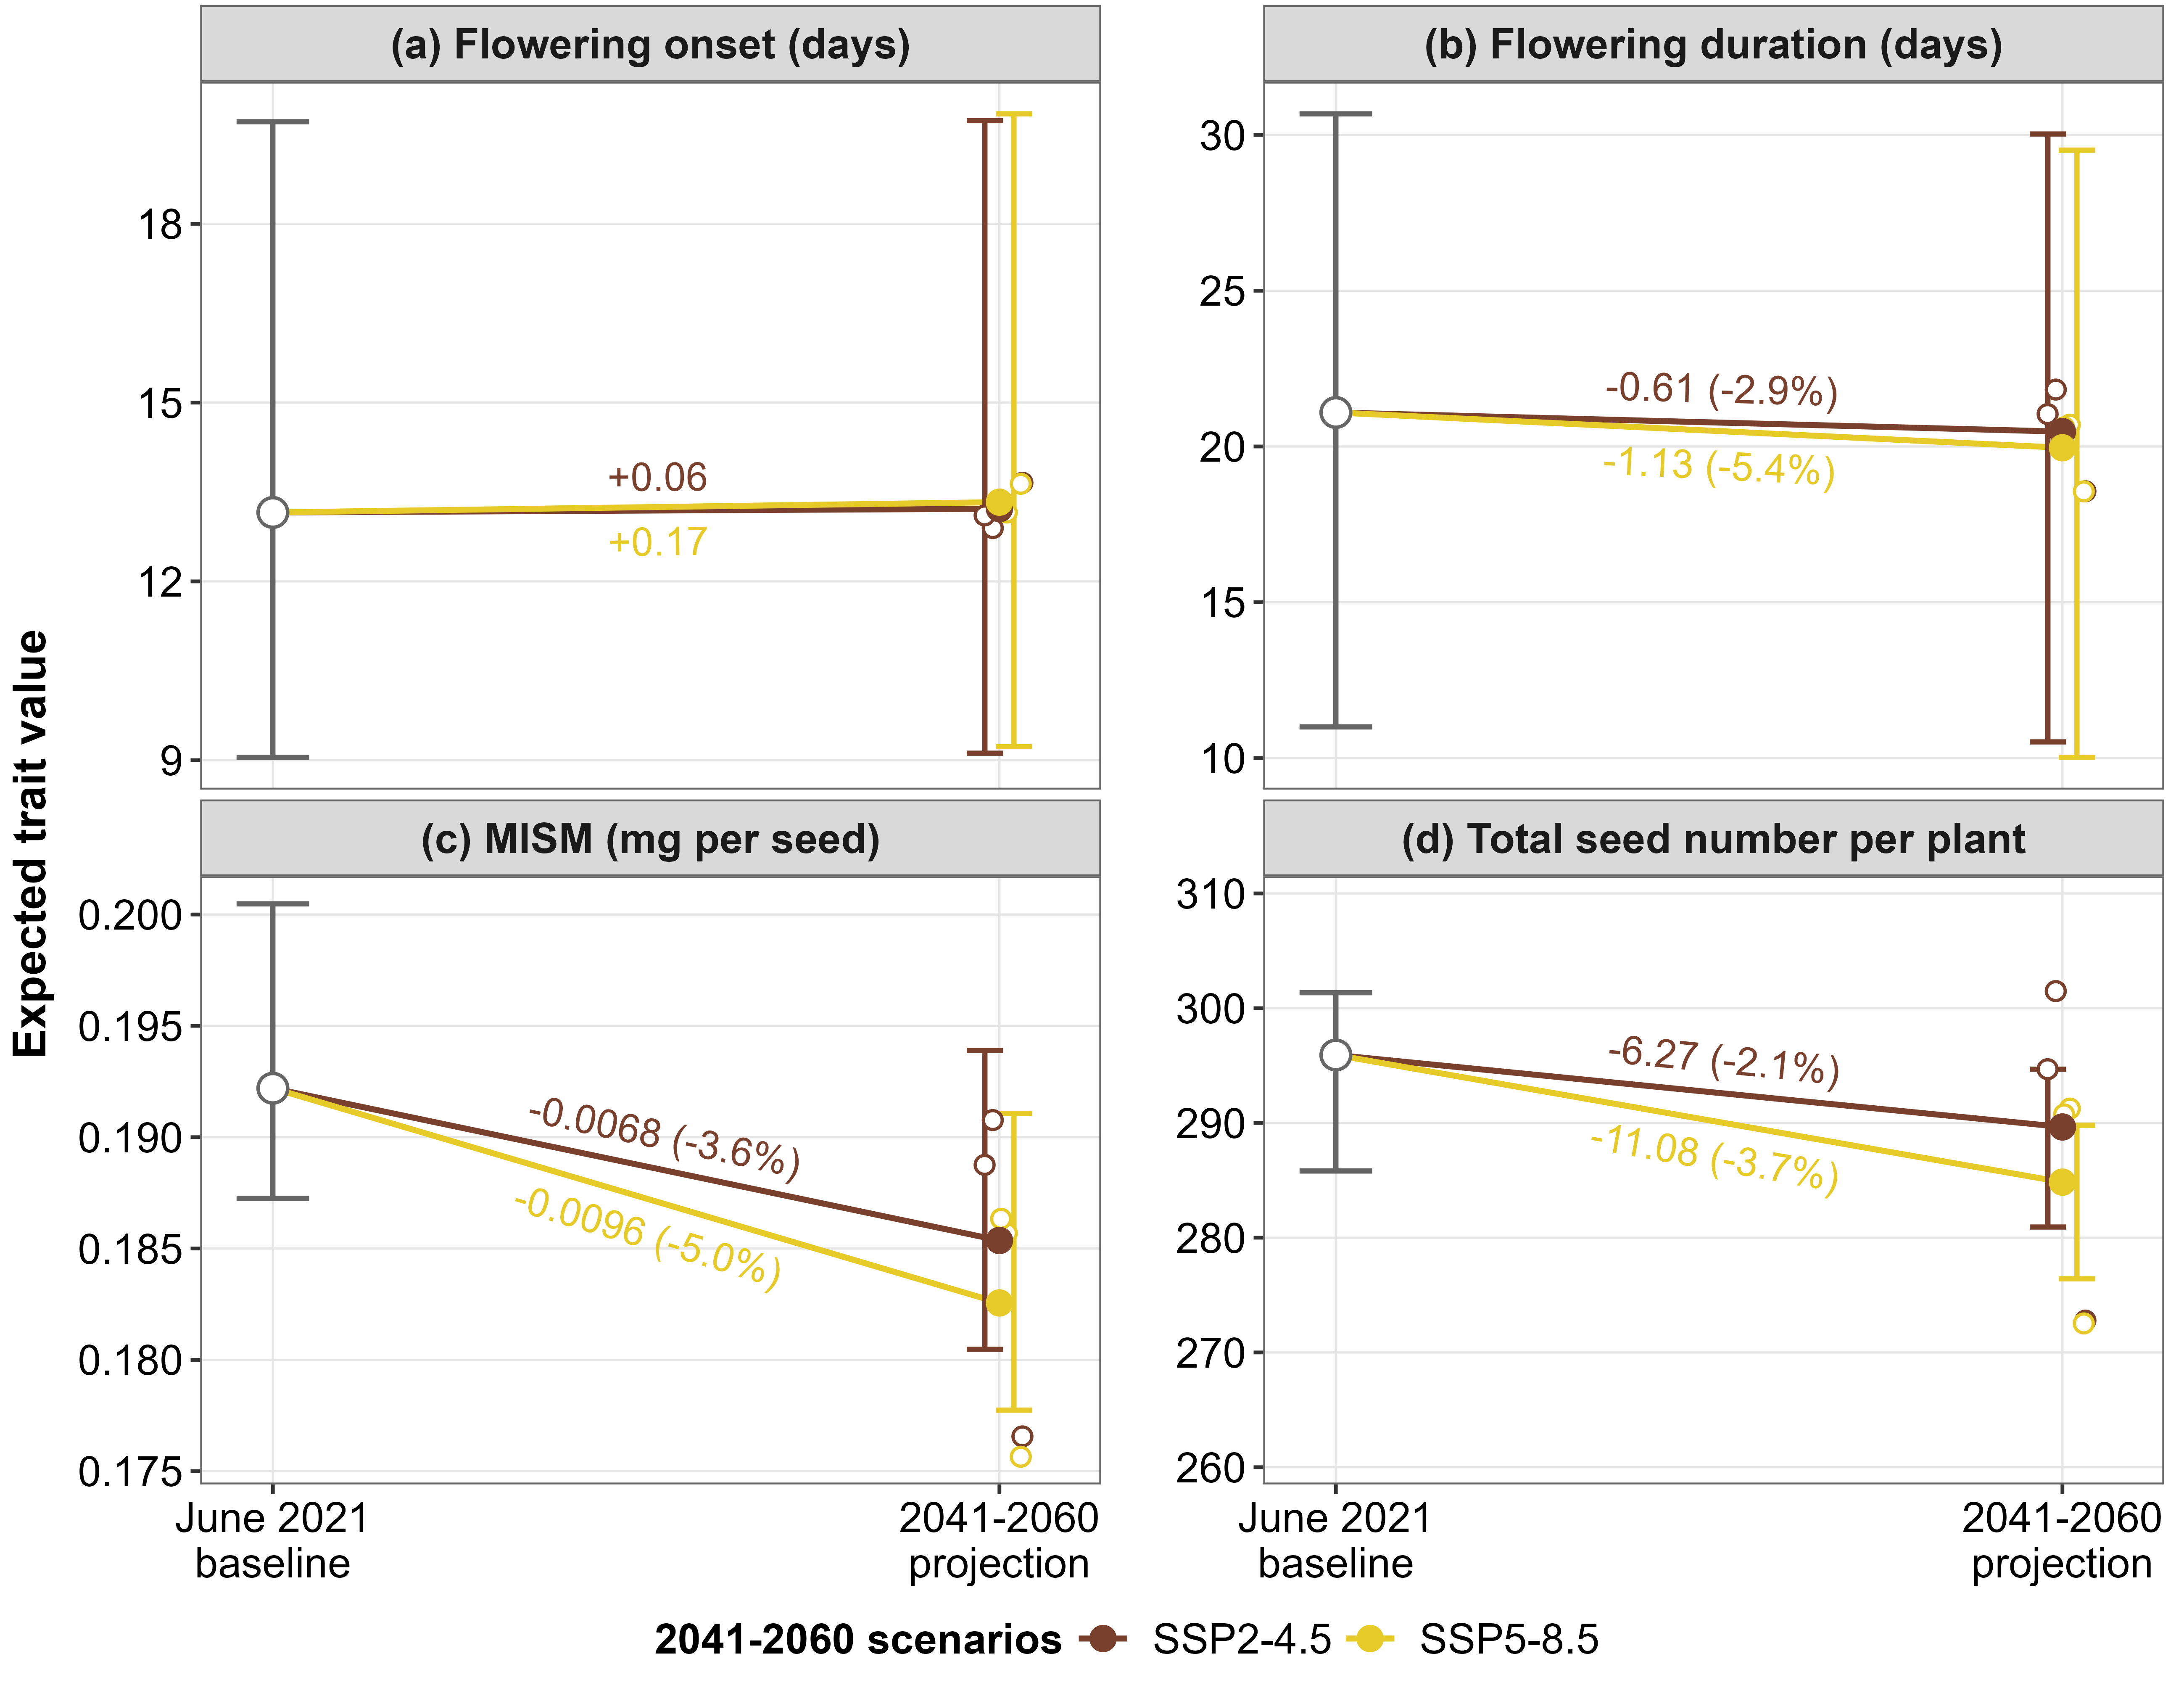 (a) Flowering onset (days)
(b) Flowering duration (days)
18
15
12
9
+0.06
+0.17
30
25
20
15
10
-0.61 (-2.9%)
-1.13 (-5.4%)
Expected trait value
(c) MISM (mg per seed)
(d) Total seed number per plant
0.200
0.195
0.190
0.185
0.180
0.175
-0.0068 (-3.6%)
-0.0096 (-5.0%)
310
300
290
280
270
260
-6.27 (-2.1%)
-11.08 (-3.7%)
June 2021
baseline
2041-2060
projection
June 2021
baseline
2041-2060
projection
2041-2060 scenarios SSP2-4.5 SSP5-8.5